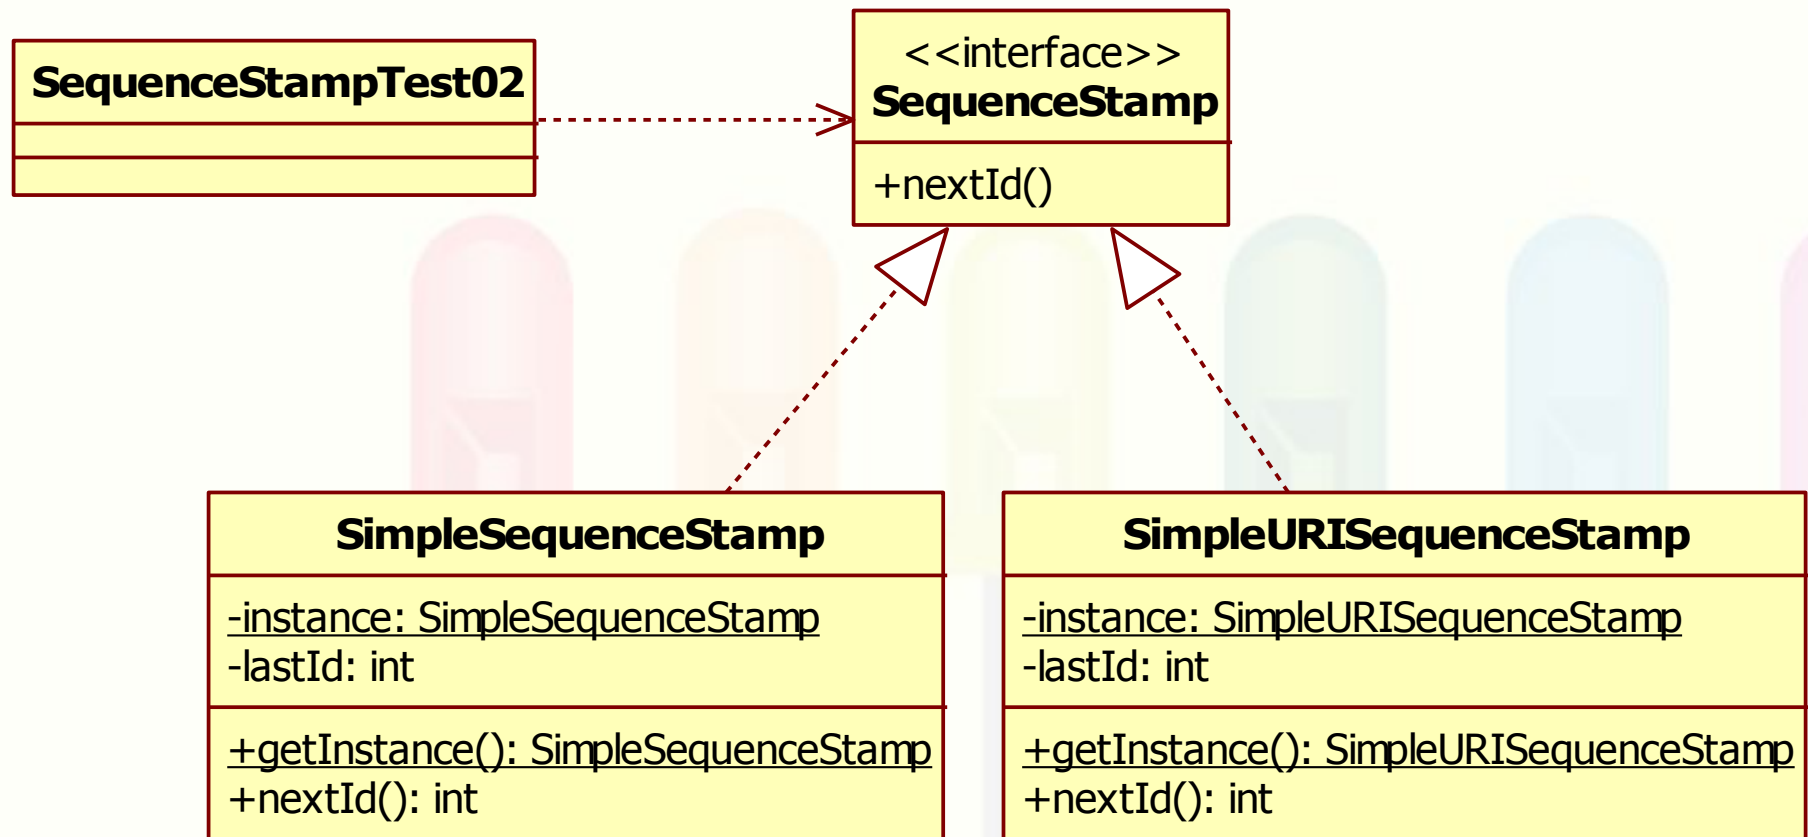 SequenceStampTest02
<<interface>>
SequenceStamp
+nextId()
SimpleSequenceStamp
-instance: SimpleSequenceStamp
-lastId: int
+getInstance(): SimpleSequenceStamp
+nextId(): int
SimpleURISequenceStamp
-instance: SimpleURISequenceStamp
-lastId: int
+getInstance(): SimpleURISequenceStamp
+nextId(): int